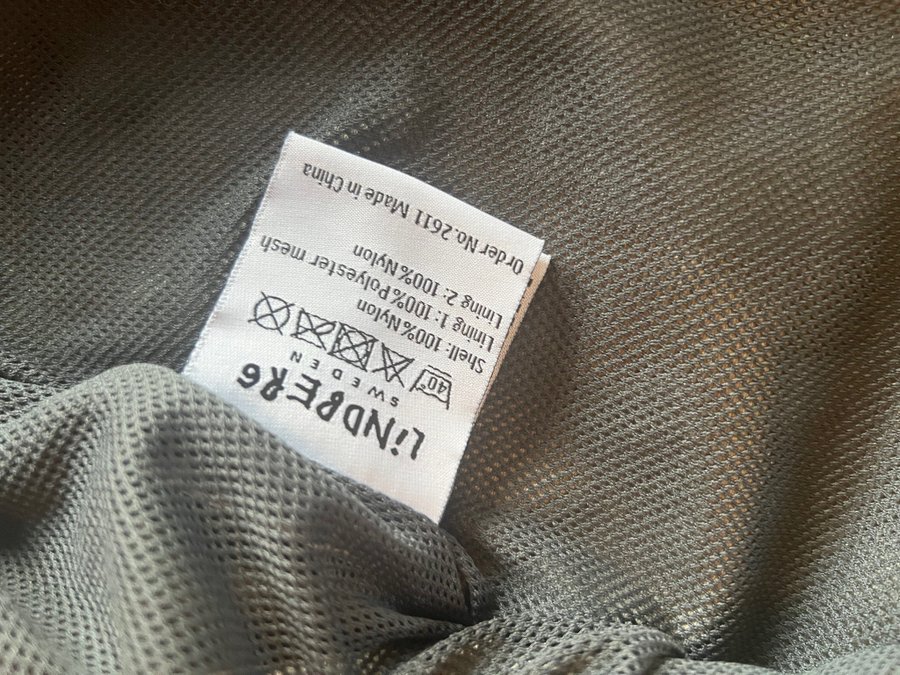 LiNDBERG
SWEDEN
40°
Shell: 100% Nylon
Lining 1: 100% Polyester mesh
Lining 2: 100% Nylon
Order No.2611 Made in China